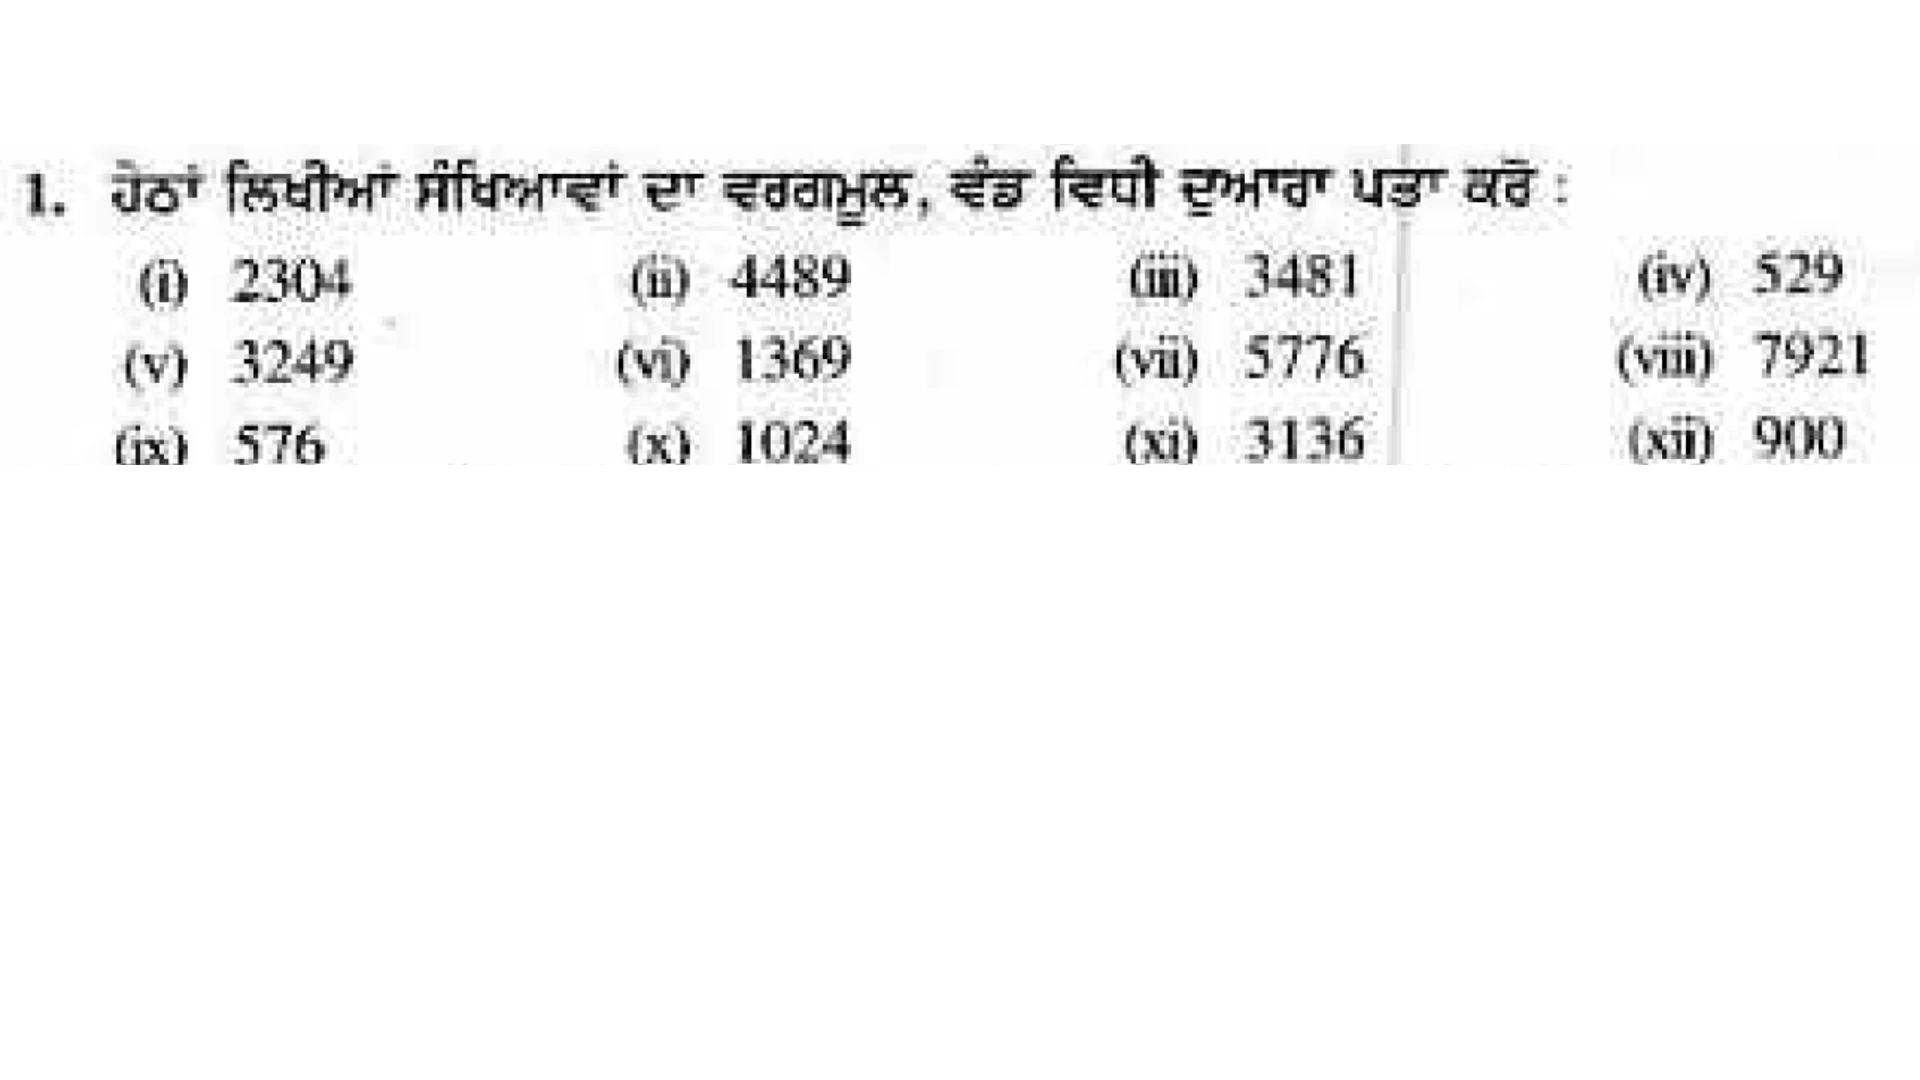 1. ਹੇਠਾਂ ਲਿਖੀਆਂ ਸੰਖਿਆਵਾਂ ਦਾ ਵਰਗਮੂਲ, ਵੰਡ ਵਿਧੀ ਦੁਆਰਾ ਪਤਾ ਕਰੋ :
(i) 2304 (ii) 4489 (iii) 3481 (iv) 529
(v) 3249 (vi) 1369 (vii) 5776 (viii) 7921
(ix) 576 (x) 1024 (xi) 3136 (xii) 900